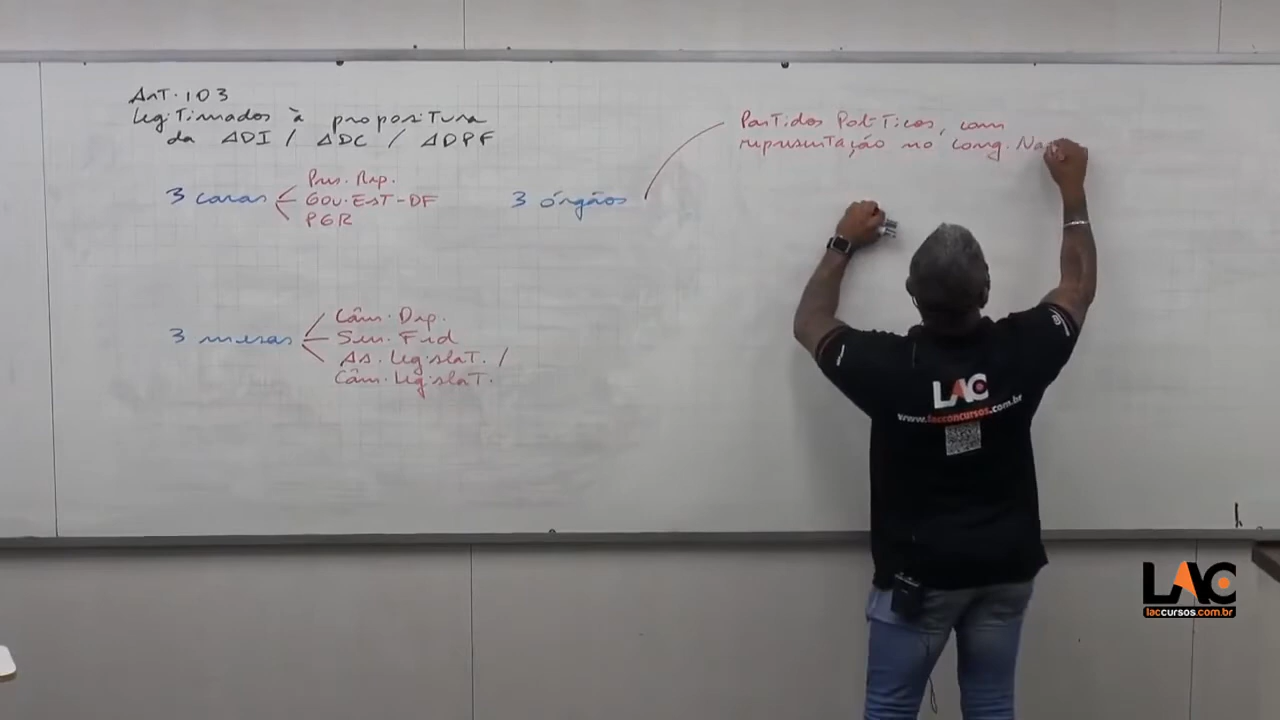 Art. 103
Legitimados à propositura
da ADI / ADC / ADPF
3 caras
Pres. Rep.
Gov. Est - DF
PGR
3 mesas
Câm. Dep.
Sen. Fed
As. Legislat. /
Câm. Legislat.
3 órgãos
Partidos Políticos, com
representação no Cong. Na
LAC
www.lacconcursos.com.br
LAC
laccursos.com.br